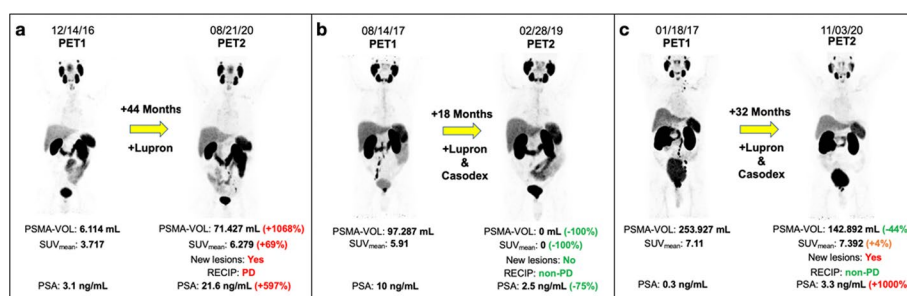 a
12/14/16
PET1
08/21/20
PET2
+44 Months
+Lupron
PSMA-VOL: 6.114 mL
SUVmean: 3.717
PSA: 3.1 ng/mL
PSMA-VOL: 71.427 mL (+1068%)
SUVmean: 6.279 (+69%)
New lesions: Yes
RECIP: PD
PSA: 21.6 ng/mL (+597%)
b
08/14/17
PET1
02/28/19
PET2
+18 Months
+Lupron
&
Casodex
PSMA-VOL: 97.287 mL
SUVmean: 5.91
PSA: 10 ng/mL
PSMA-VOL: 0 mL (-100%)
SUVmean: 0 (-100%)
New lesions: No
RECIP: non-PD
PSA: 2.5 ng/mL (-75%)
c
01/18/17
PET1
11/03/20
PET2
+32 Months
+Lupron
&
Casodex
PSMA-VOL: 253.927 mL
SUVmean: 7.11
PSA: 0.3 ng/mL
PSMA-VOL: 142.892 mL (-44%)
SUVmean: 7.392 (+4%)
New lesions: Yes
RECIP: non-PD
PSA: 3.3 ng/mL (+1000%)